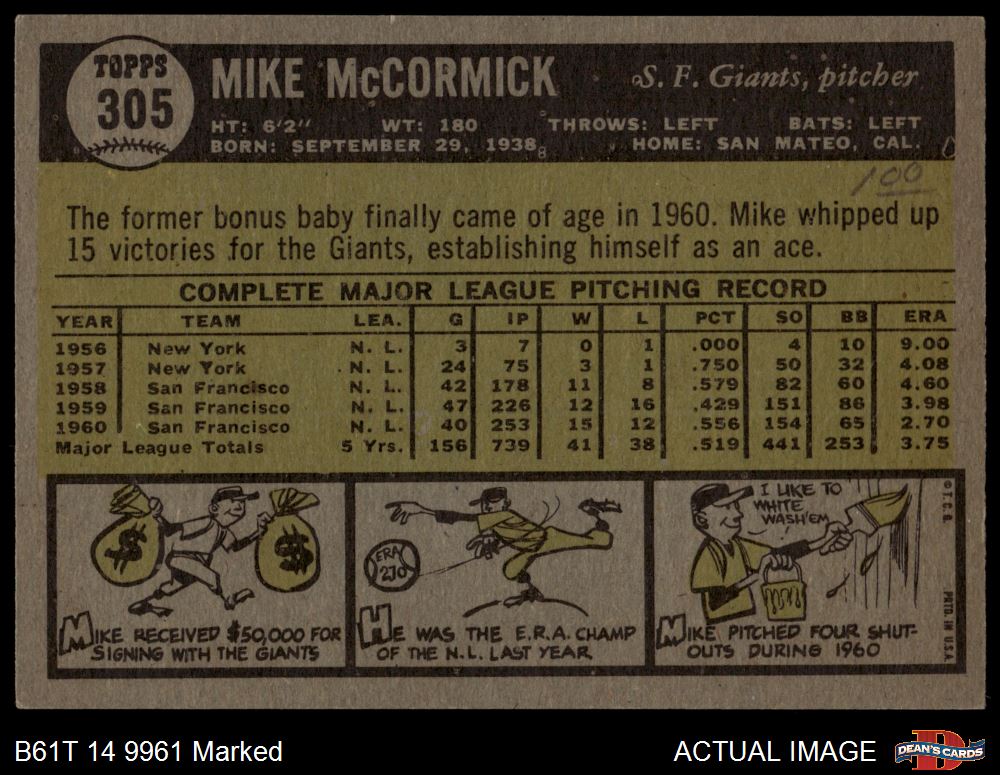 TOPPS
305
MIKE McCORMICK
S. F. Giants, pitcher
HT: 6'2" WT: 180 THROWS: LEFT BATS: LEFT
BORN: SEPTEMBER 29, 1938 HOME: SAN MATEO, CAL.
100
The former bonus baby finally came of age in 1960. Mike whipped up
15 victories for the Giants, establishing himself as an ace.
COMPLETE MAJOR LEAGUE PITCHING RECORD
YEAR TEAM LEA. G IP W L PCT SO BB ERA
1956 New York N. L. 3 7 0 1 .000 4 10 9.00
1957 New York N. L. 24 75 3 1 .750 50 32 4.08
1958 San Francisco N. L. 42 178 11 8 .579 82 60 4.60
1959 San Francisco N. L. 47 226 12 16 .429 151 86 3.98
1960 San Francisco N. L. 40 253 15 12 .556 154 65 2.70
Major League Totals 5 Yrs. 156 739 41 38 .519 441 253 3.75
$ $
MIKE RECEIVED $50,000 FOR
SIGNING WITH THE GIANTS
ERA
270
HE WAS THE E.R.A. CHAMP
OF THE N.L. LAST YEAR
I LIKE TO
WHITE
WASH'EM
MIKE PITCHED FOUR SHUT-
OUTS DURING 1960
© T. C. G.
PRTD. IN U.S.A.
B61T 14 9961 Marked
ACTUAL IMAGE
D
DEAN'S CARDS